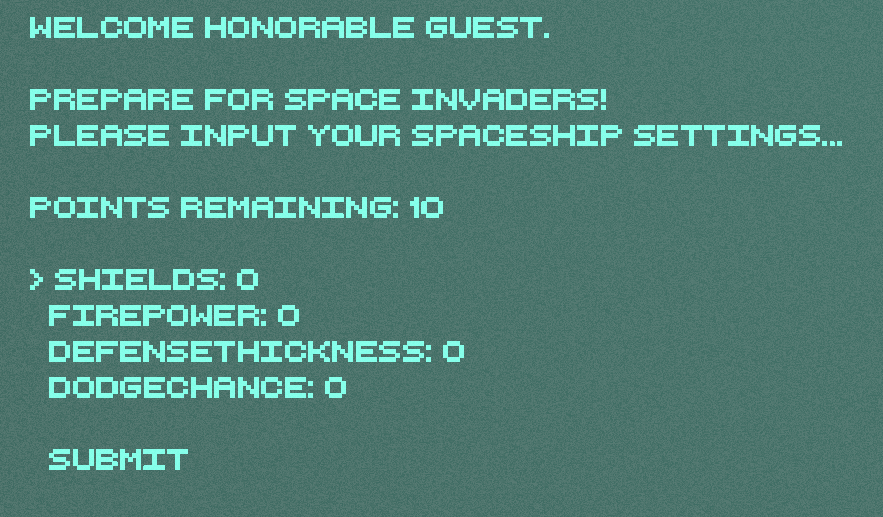 WELCOME HONORABLE GUEST.
PREPARE FOR SPACE INVADERS!
PLEASE INPUT YOUR SPACESHIP SETTINGS...
POINTS REMAINING: 10
> SHIELDS: 0
FIREPOWER: 0
DEFENSETHICKNESS: 0
DODGECHANCE: 0
SUBMIT